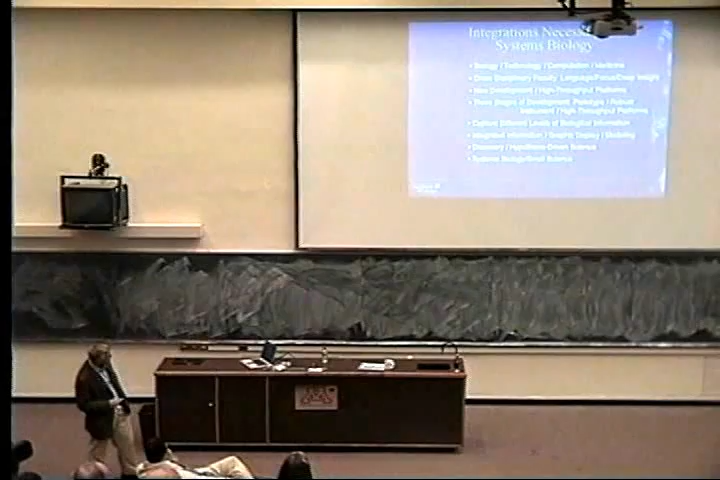 Integrations Necess
Systems Biology
Biology / Technology / Computation / Medicine
Cross Disciplinary Faculty Language/Focus/Deep Insight
New Development / High-Throughput Platforms
Three Stages of Development: Prototype / Robust
Instrument / High-Throughput Platforms
Capture Different Levels of Biological Information
Integrated Information / Graphic Display / Modeling
Discovery / Hypothesis-Driven Science
Systems Biology/Small Science